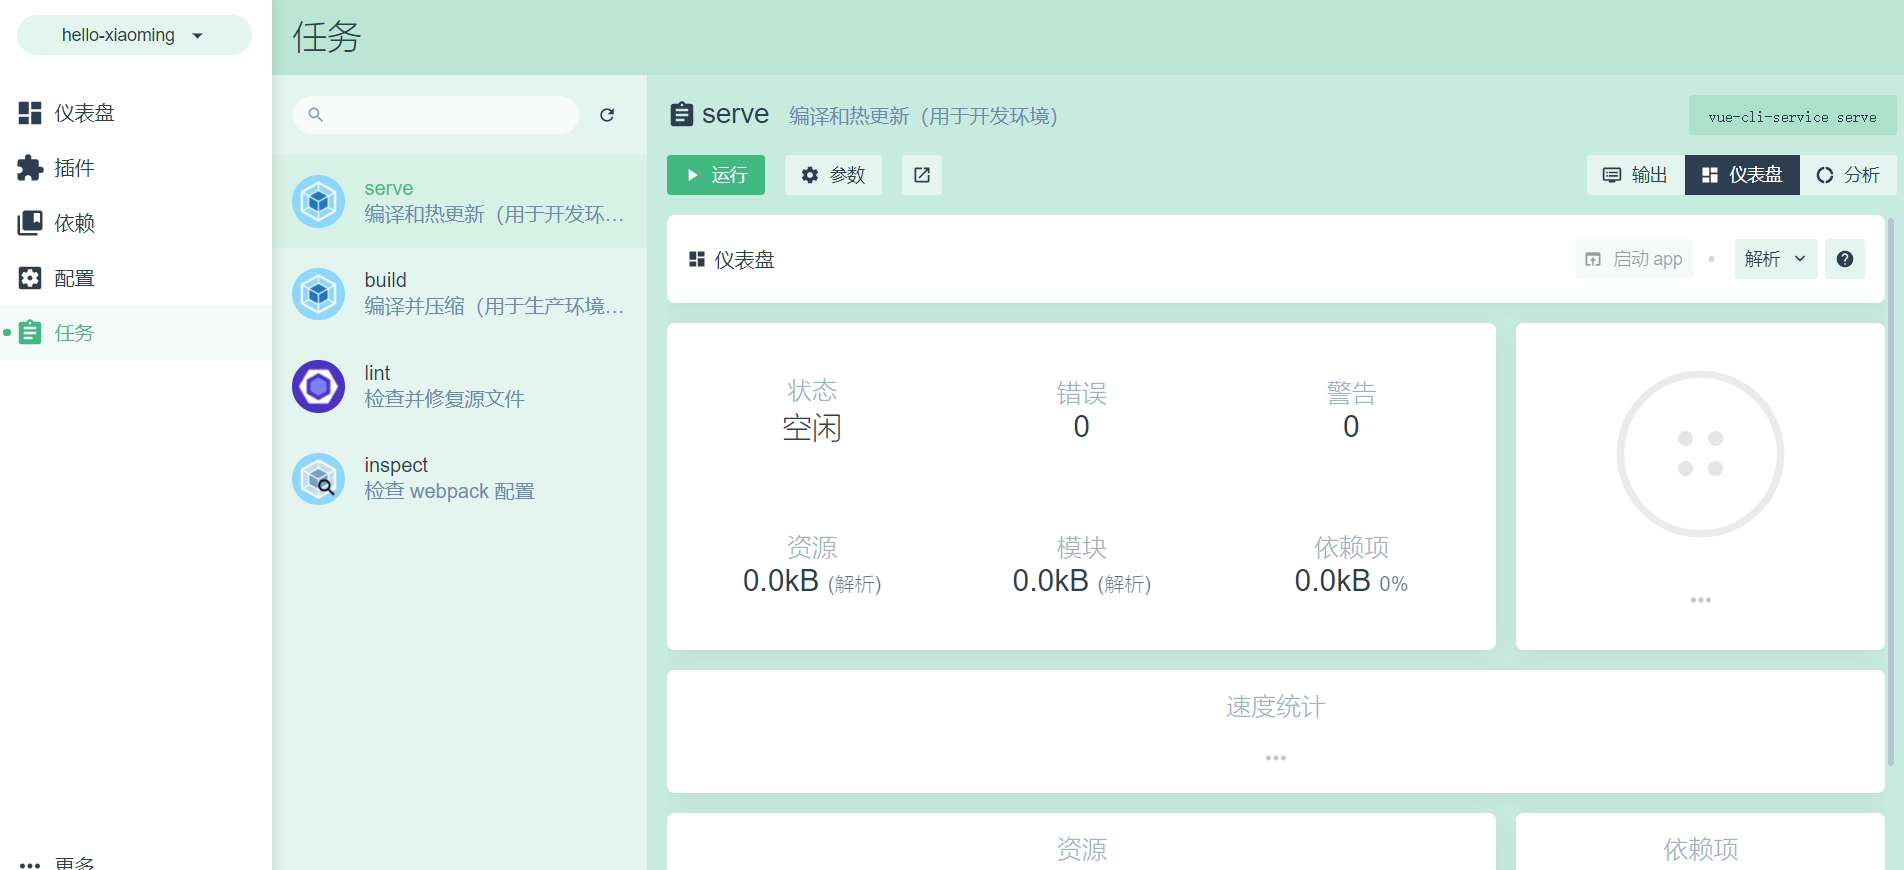 hello-xiaoming
仪表盘
插件
依赖
配置
任务
更多
任务
serve
编译和热更新（用于开发环...
build
编译并压缩（用于生产环境...
lint
检查并修复源文件
inspect
检查 webpack 配置
serve 编译和热更新（用于开发环境）
vue-cli-service serve
运行 参数
输出 仪表盘 分析
仪表盘
启动 app 解析
状态 错误 警告
空闲 0 0
资源 模块 依赖项
0.0kB (解析) 0.0kB (解析) 0.0kB 0%
速度统计
资源 依赖项